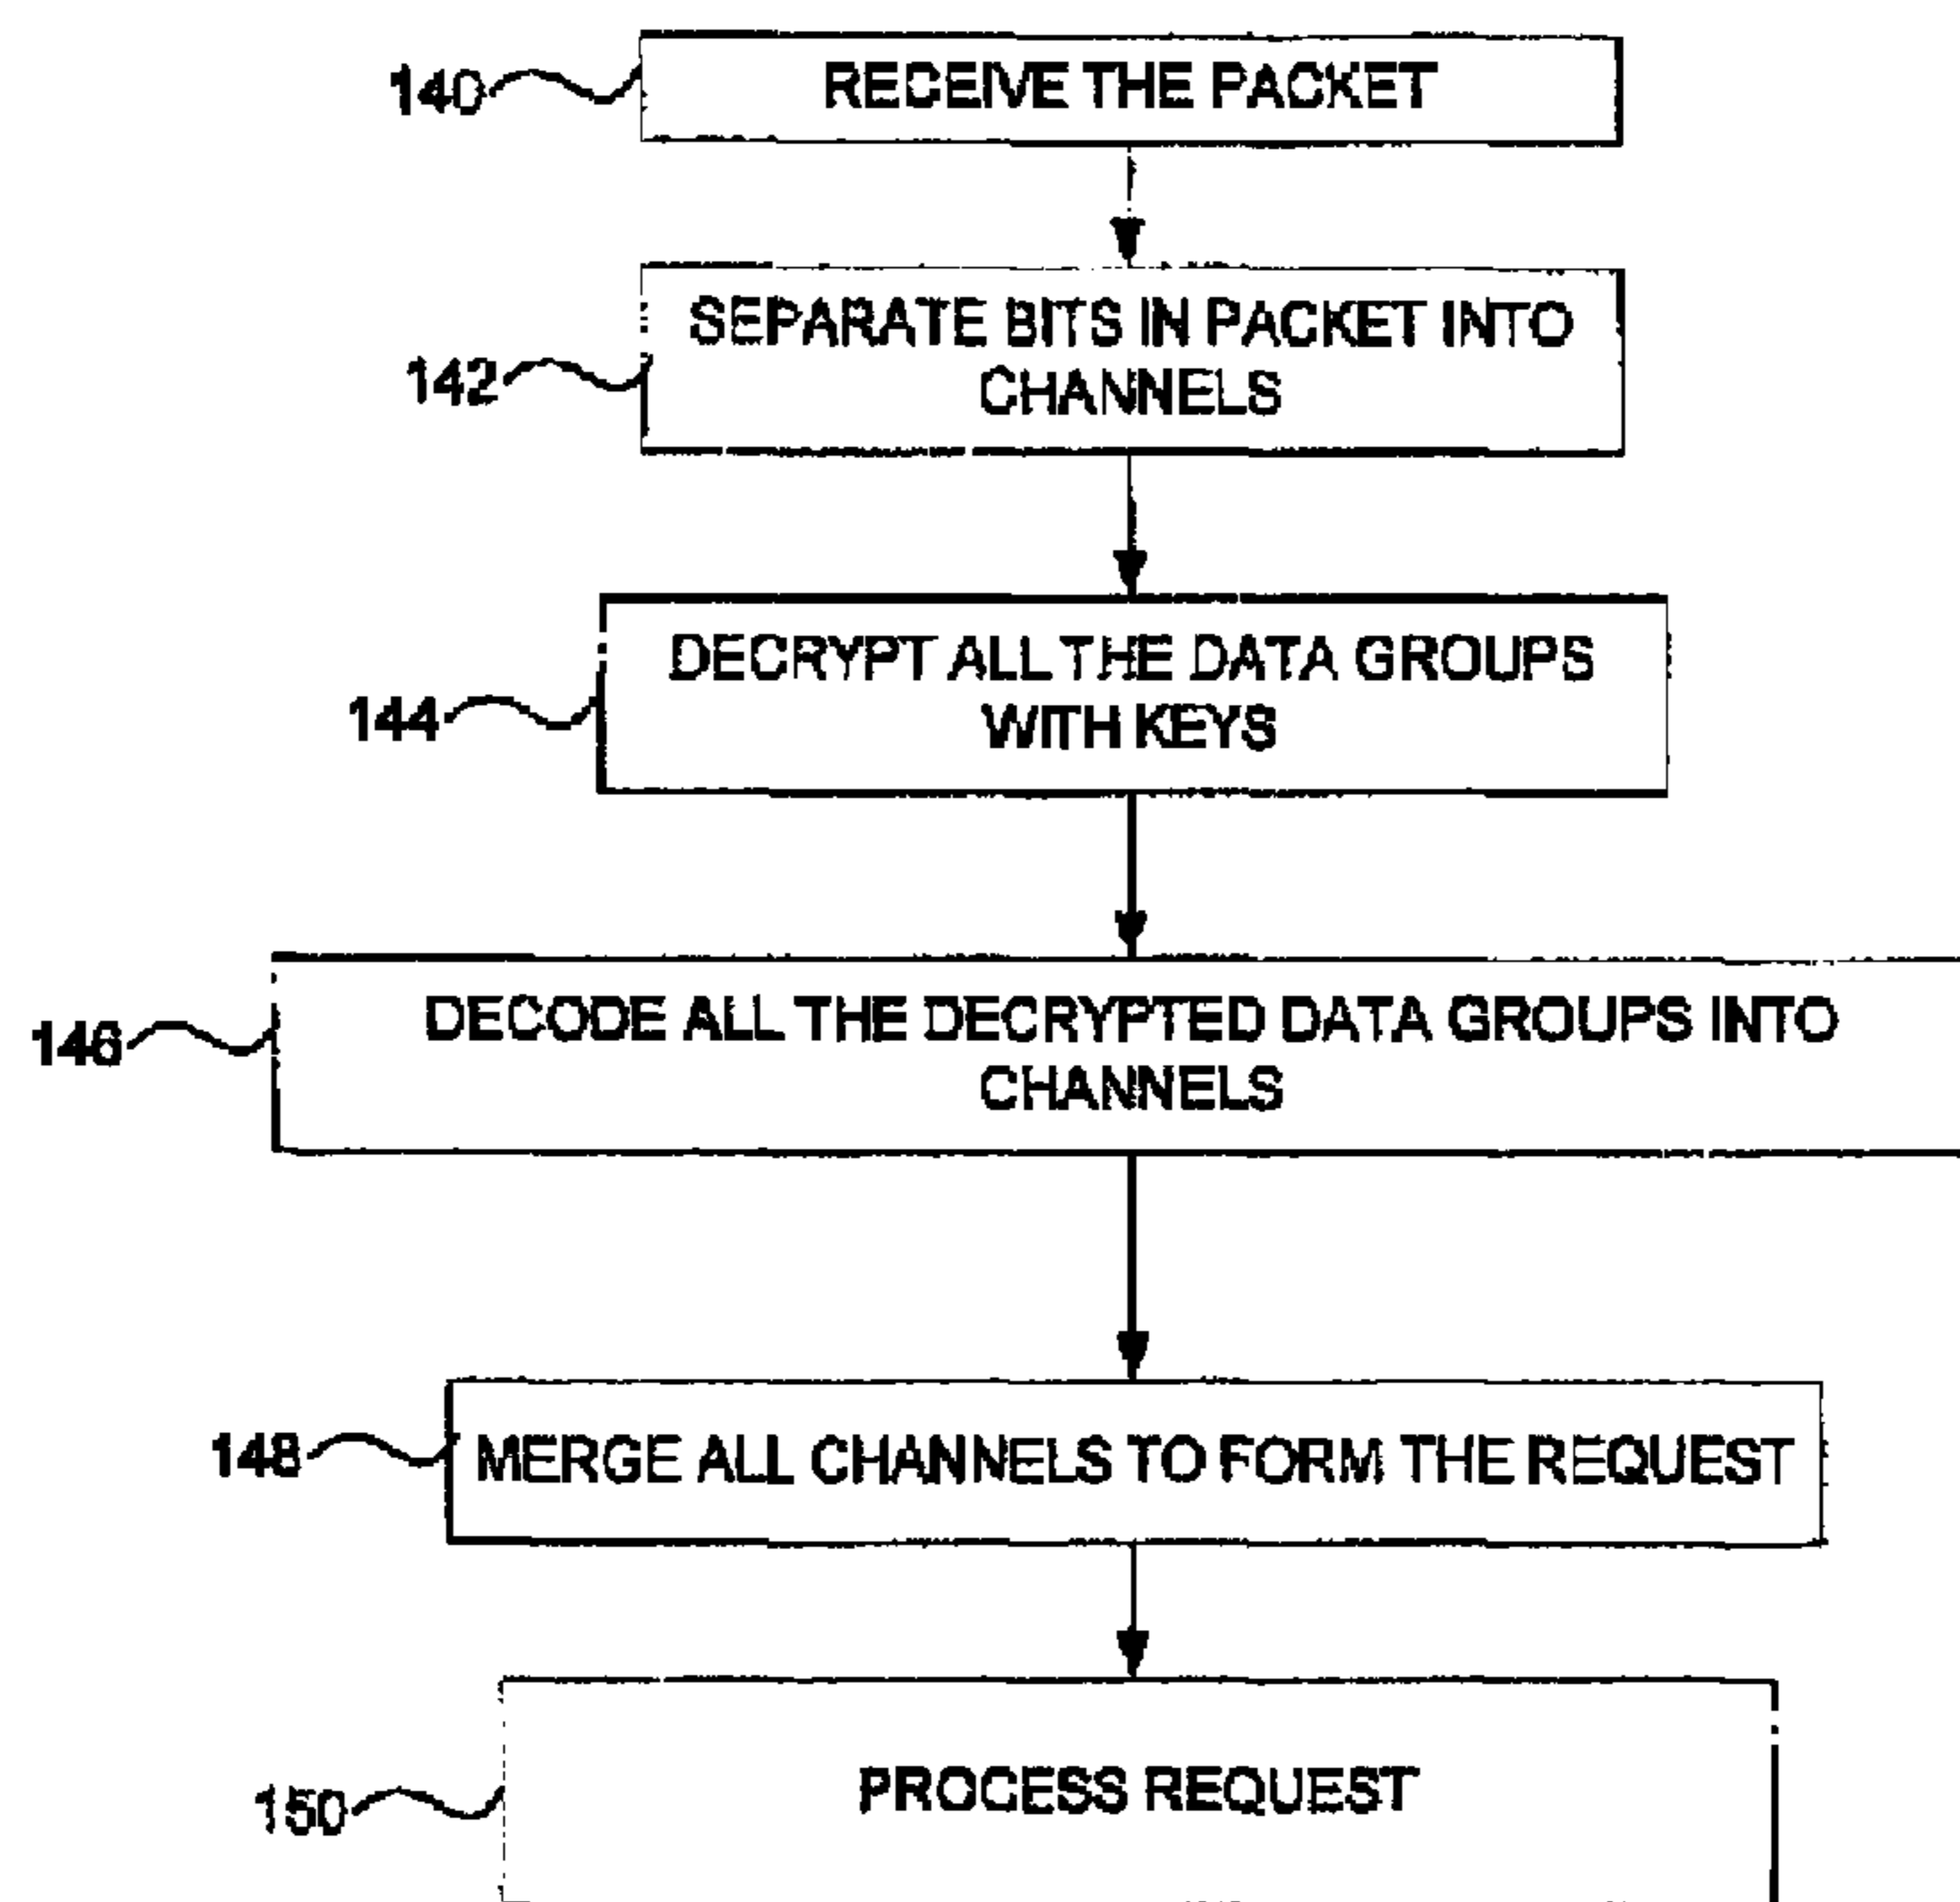 140 RECEIVE THE PACKET
SEPARATE BITS IN PACKET INTO
142 CHANNELS
DECRYPT ALL THE DATA GROUPS
144 WITH KEYS
DECODE ALL THE DECRYPTED DATA GROUPS INTO
146 CHANNELS
148 MERGE ALL CHANNELS TO FORM THE REQUEST
150 PROCESS REQUEST